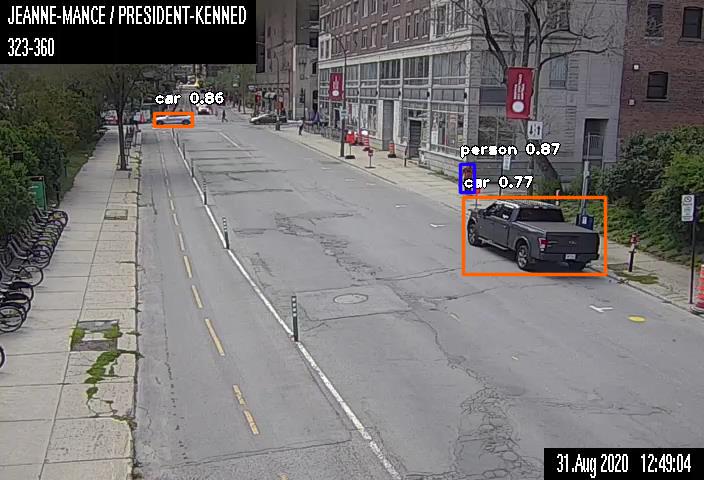 JEANNE-MANCE / PRESIDENT-KENNED
323-360
car 0.86
person 0.87
car 0.77
31.Aug 2020 12:49:04